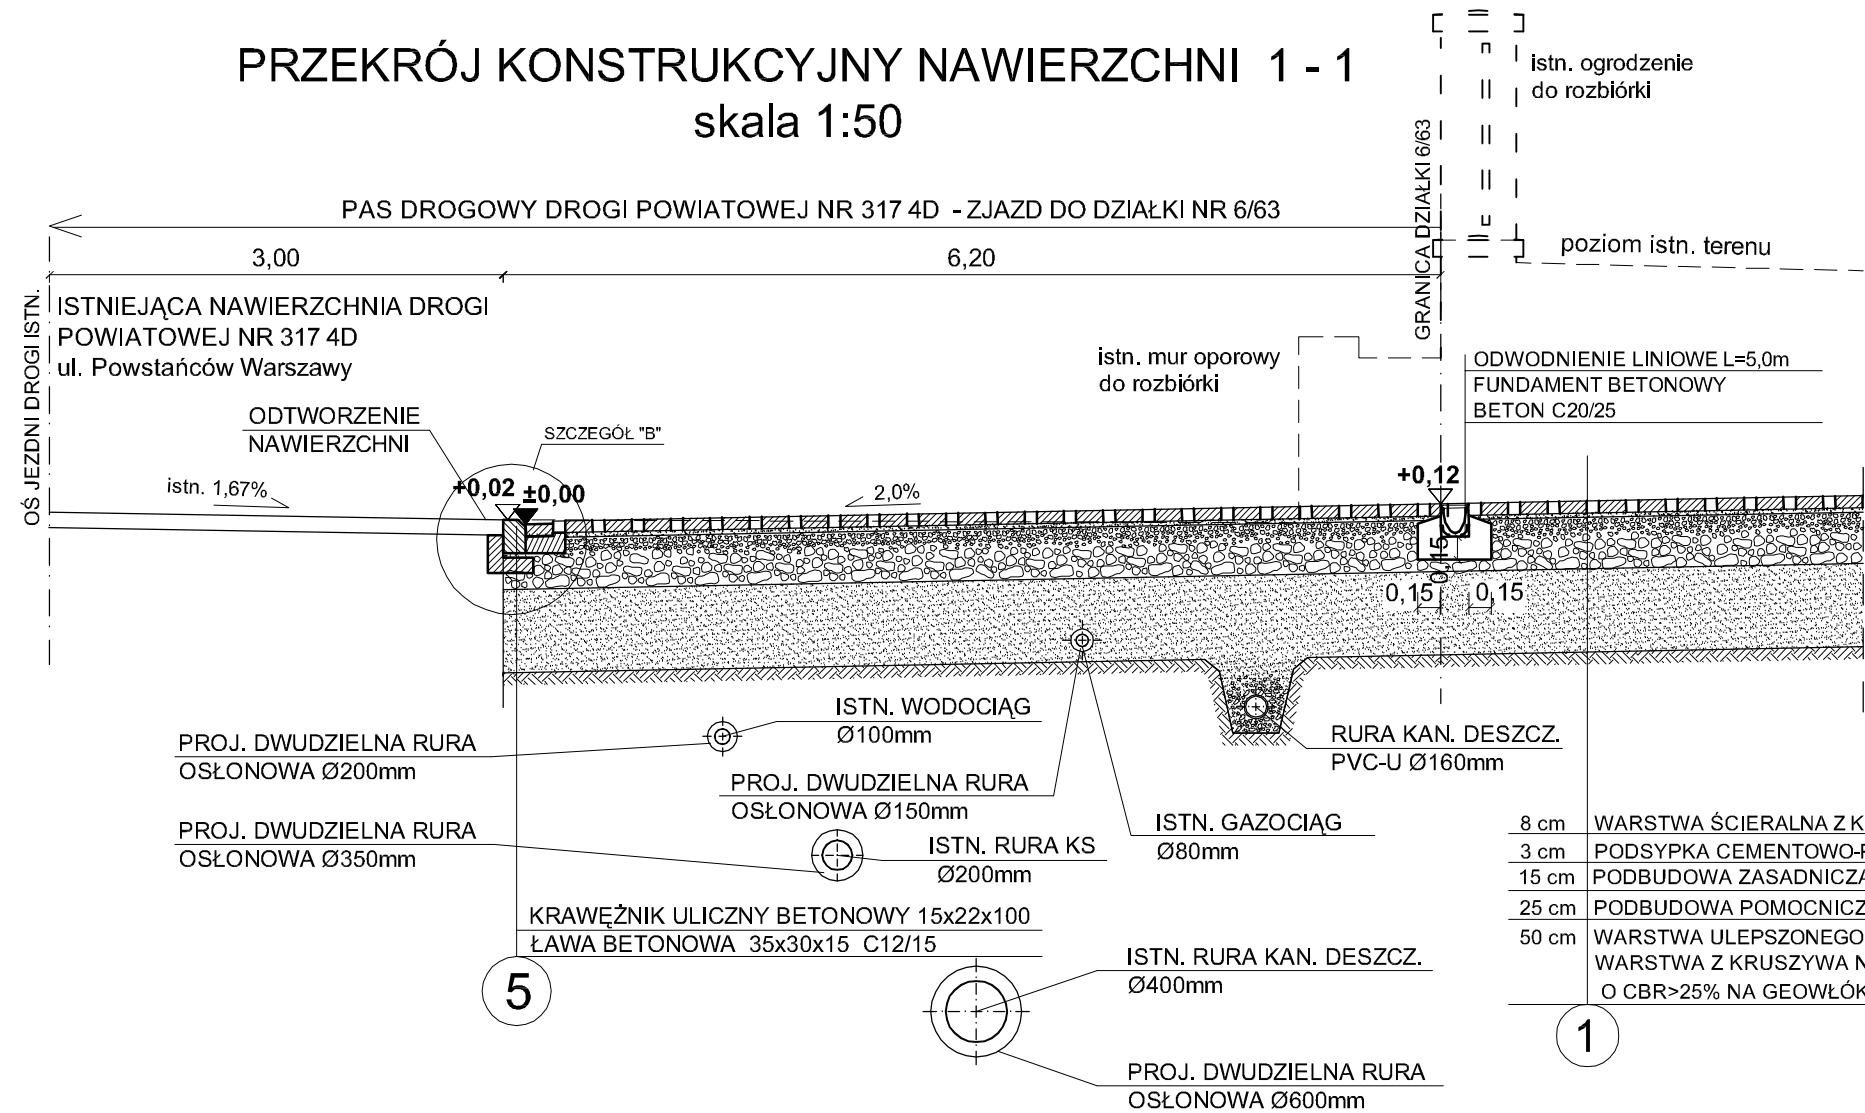 PRZEKRÓJ KONSTRUKCYJNY NAWIERZCHNI 1 - 1
skala 1:50
istn. ogrodzenie
do rozbiórki
GRANICA DZIAŁKI 6/63
PAS DROGOWY DROGI POWIATOWEJ NR 317 4D - ZJAZD DO DZIAŁKI NR 6/63
3,00
6,20
poziom istn. terenu
OŚ JEZDNI DROGI ISTN.
ISTNIEJĄCA NAWIERZCHNIA DROGI
POWIATOWEJ NR 317 4D
ul. Powstańców Warszawy
istn. mur oporowy
do rozbiórki
ODWODNIENIE LINIOWE L=5,0m
FUNDAMENT BETONOWY
BETON C20/25
ODTWORZENIE
NAWIERZCHNI
SZCZEGÓŁ "B"
istn. 1,67%
+0,02
±0,00
2,0%
+0,12
0,15
0,15
0,15
ISTN. WODOCIĄG
Ø100mm
PROJ. DWUDZIELNA RURA
OSŁONOWA Ø200mm
RURA KAN. DESZCZ.
PVC-U Ø160mm
PROJ. DWUDZIELNA RURA
OSŁONOWA Ø150mm
PROJ. DWUDZIELNA RURA
OSŁONOWA Ø350mm
ISTN. GAZOCIĄG
Ø80mm
ISTN. RURA KS
Ø200mm
8 cm WARSTWA ŚCIERALNA Z K
3 cm PODSYPKA CEMENTOWO-
15 cm PODBUDOWA ZASADNICZA
25 cm PODBUDOWA POMOCNICZ
50 cm WARSTWA ULEPSZONEGO
WARSTWA Z KRUSZYWA N
O CBR>25% NA GEOWŁÓK
1
KRAWĘŻNIK ULICZNY BETONOWY 15x22x100
ŁAWA BETONOWA 35x30x15 C12/15
5
ISTN. RURA KAN. DESZCZ.
Ø400mm
PROJ. DWUDZIELNA RURA
OSŁONOWA Ø600mm